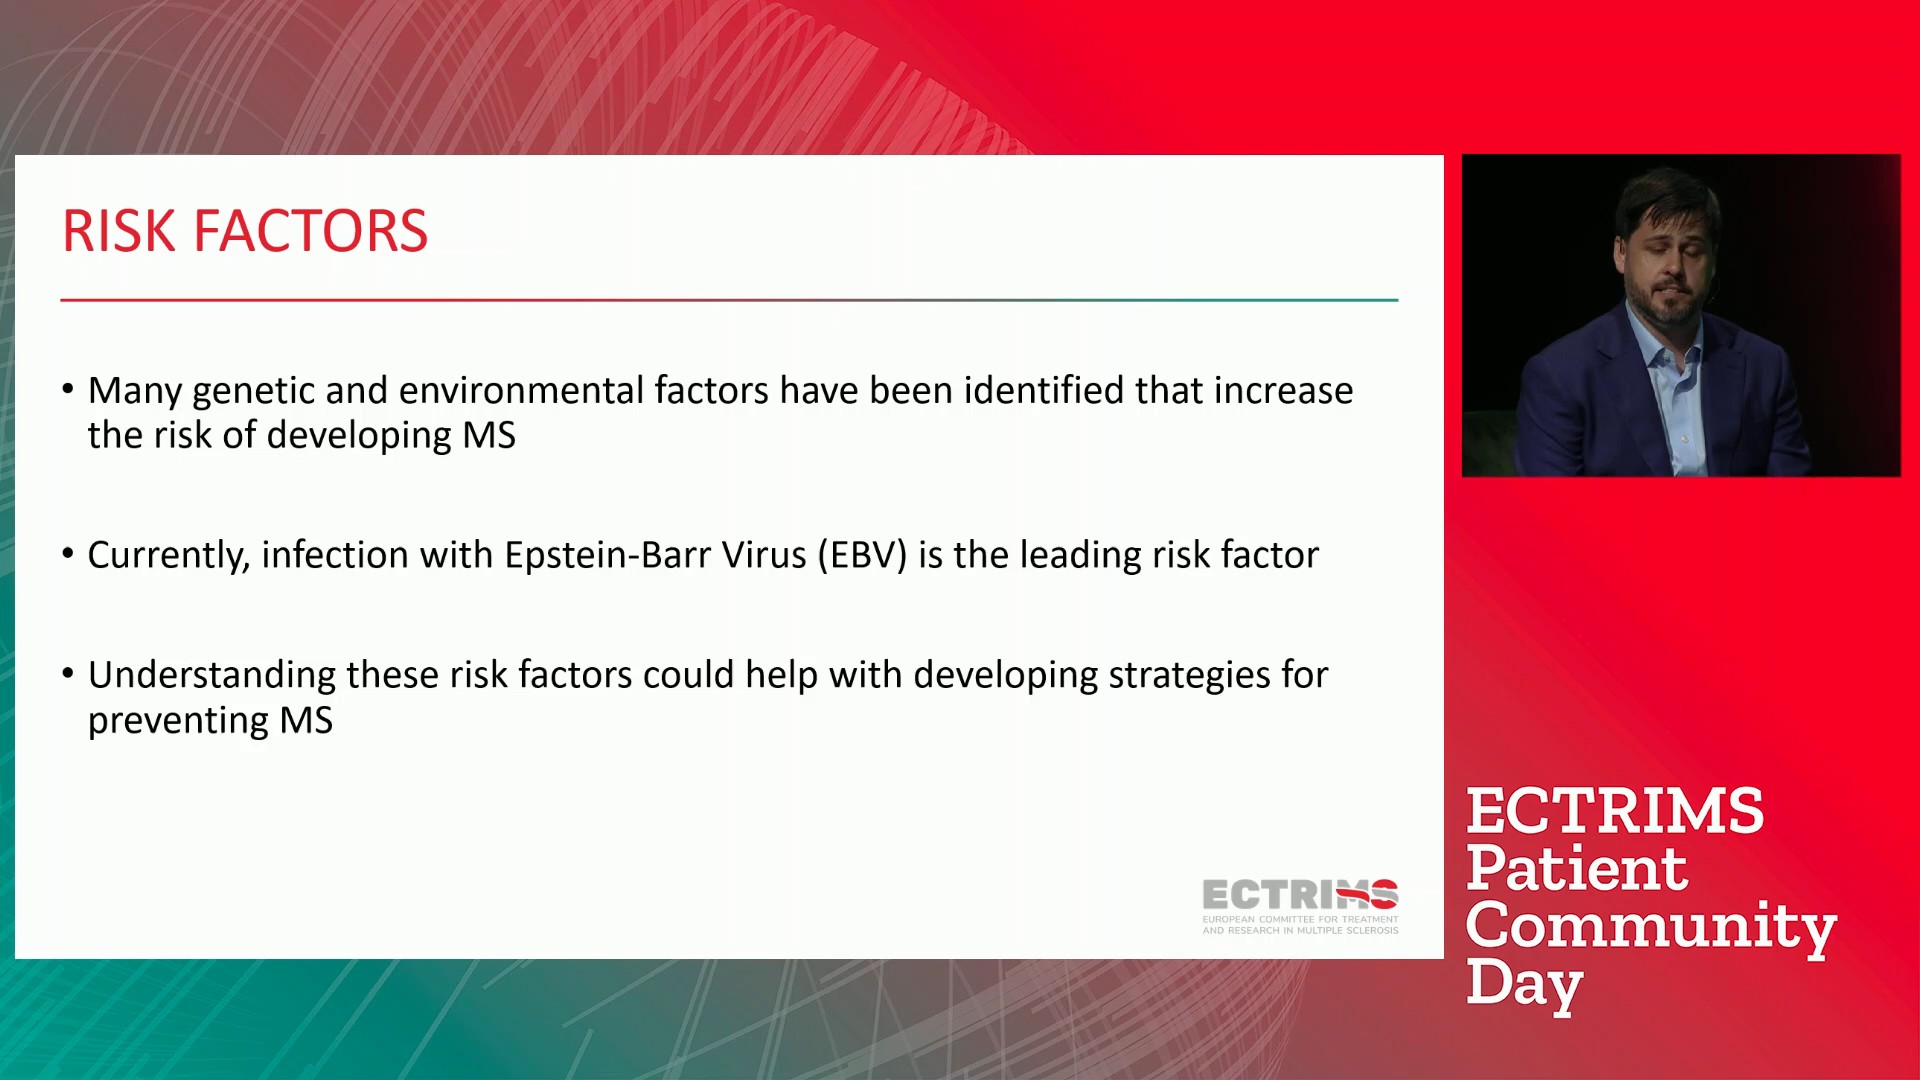 RISK FACTORS
• Many genetic and environmental factors have been identified that increase
the risk of developing MS
• Currently, infection with Epstein-Barr Virus (EBV) is the leading risk factor
• Understanding these risk factors could help with developing strategies for
preventing MS
ECTRIMS
EUROPEAN COMMITTEE FOR TREATMENT
AND RESEARCH IN MULTIPLE SCLEROSIS
ECTRIMS
Patient
Community
Day